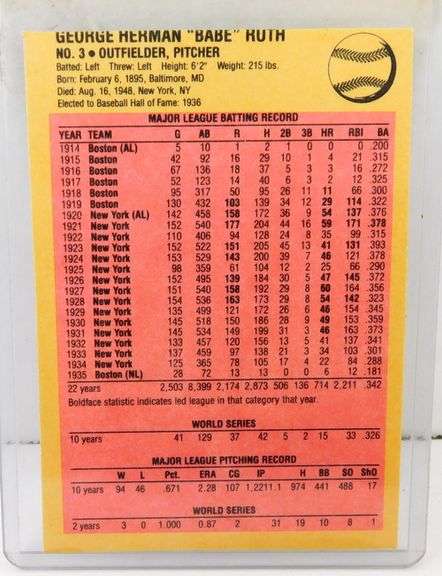 GEORGE HERMAN "BABE" RUTH
NO. 3 • OUTFIELDER, PITCHER
Batted: Left Threw: Left Height: 6'2" Weight: 215 lbs.
Born: February 6, 1895, Baltimore, MD
Died: Aug. 16, 1948, New York, NY
Elected to Baseball Hall of Fame: 1936
MAJOR LEAGUE BATTING RECORD
YEAR TEAM G AB R H 2B 3B HR RBI BA
1914 Boston (AL) 5 10 1 2 1 0 0 0 .200
1915 Boston 42 92 16 29 10 1 4 21 .315
1916 Boston 67 136 18 37 5 3 3 16 .272
1917 Boston 52 123 14 40 6 3 2 12 .325
1918 Boston 95 317 50 95 26 11 11 66 .300
1919 Boston 130 432 103 139 34 12 29 114 .322
1920 New York (AL) 142 458 158 172 36 9 54 137 .376
1921 New York 152 540 177 204 44 16 59 171 .378
1922 New York 110 406 94 128 24 8 35 99 .315
1923 New York 152 522 151 205 45 13 41 131 .393
1924 New York 153 529 143 200 39 7 46 121 .378
1925 New York 98 359 61 104 12 2 25 66 .290
1926 New York 152 495 139 184 30 5 47 145 .372
1927 New York 151 540 158 192 29 8 60 164 .356
1928 New York 154 536 163 173 29 8 54 142 .323
1929 New York 135 499 121 172 26 6 46 154 .345
1930 New York 145 518 150 186 28 9 49 153 .359
1931 New York 145 534 149 199 31 3 46 163 .373
1932 New York 133 457 120 156 13 5 41 137 .341
1933 New York 137 459 97 138 21 3 34 103 .301
1934 New York 125 365 78 105 17 4 22 84 .288
1935 Boston (NL) 28 72 13 13 0 0 6 12 .181
22 years 2,503 8,399 2,174 2,873 506 136 714 2,211 .342
Boldface statistic indicates led league in that category that year.
WORLD SERIES
10 years 41 129 37 42 5 2 15 33 .326
MAJOR LEAGUE PITCHING RECORD
W L Pct. ERA CG IP H BB SO ShO
10 years 94 46 .671 2.28 107 1,2211.1 974 441 488 17
WORLD SERIES
2 years 3 0 1.000 0.87 2 31 19 10 8 1